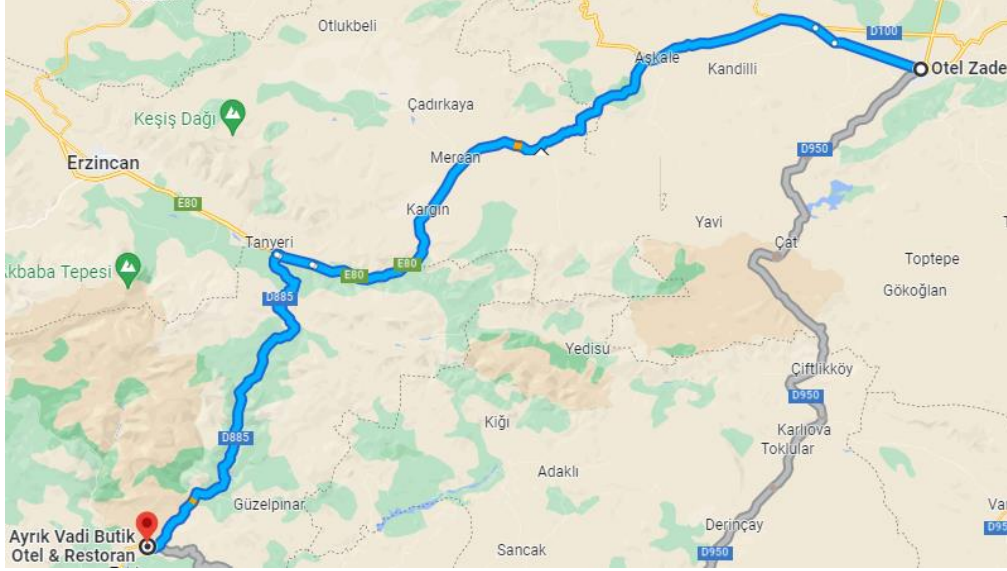 Otlukbeli
D100
Aşkale
Kandilli
Otel Zade
Çadırkaya
Keşiş Dağı
Erzincan
Mercan
D950
E80
Kargın
Yavi
Tanyeri
Çat
E80
E80
Akbaba Tepesi
Toptepe
D885
Gökoğlan
Yedisu
Çiftlikköy
D950
Kiğı
D885
Karlıova
Toklular
Adaklı
Güzelpınar
Va
Derinçay
D95
Ayrık Vadi Butik
Otel & Restoran
Sancak
D950